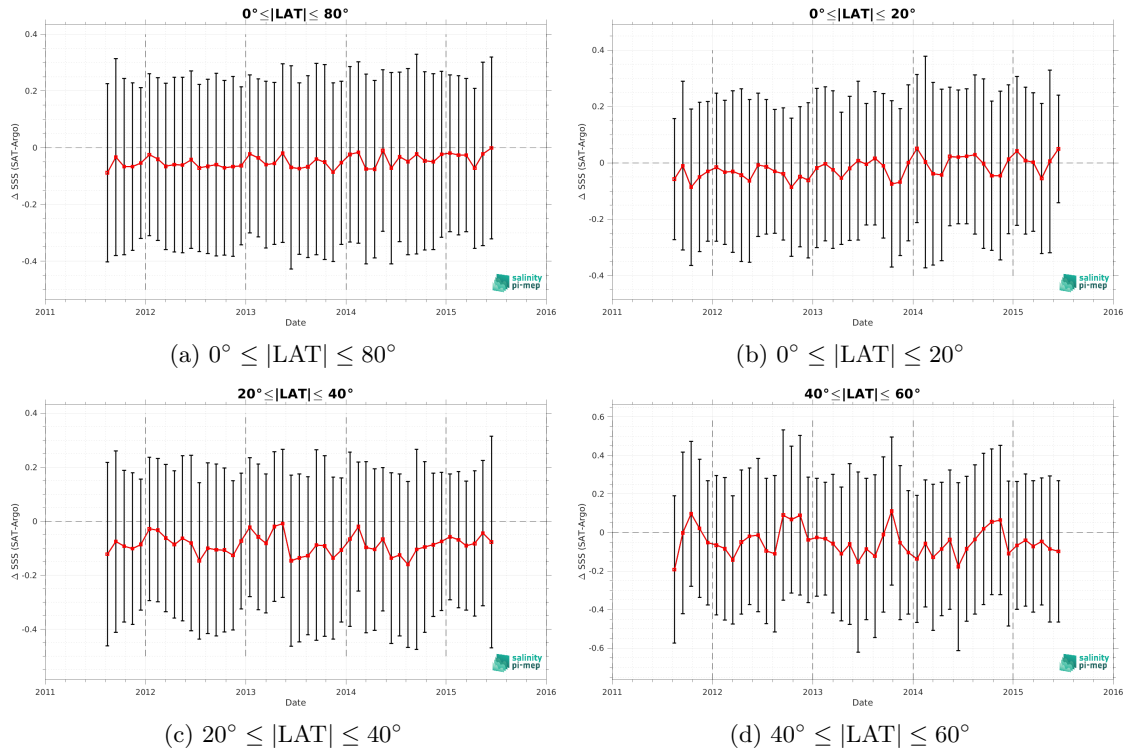 0°≤|LAT|≤ 80°
0.4
0.2
0
-0.2
-0.4
Δ SSS (SAT-Argo)
salinity
pi-mep
2011 2012 2013 2014 2015 2016
Date
(a) 0° ≤ |LAT| ≤ 80°
0°≤|LAT|≤ 20°
0.4
0.2
0
-0.2
-0.4
Δ SSS (SAT-Argo)
salinity
pi-mep
2011 2012 2013 2014 2015 2016
Date
(b) 0° ≤ |LAT| ≤ 20°
20°≤|LAT|≤ 40°
0.4
0.2
0
-0.2
-0.4
Δ SSS (SAT-Argo)
salinity
pi-mep
2011 2012 2013 2014 2015 2016
Date
(c) 20° ≤ |LAT| ≤ 40°
40°≤|LAT|≤ 60°
0.6
0.4
0.2
0
-0.2
-0.4
-0.6
Δ SSS (SAT-Argo)
salinity
pi-mep
2011 2012 2013 2014 2015 2016
Date
(d) 40° ≤ |LAT| ≤ 60°